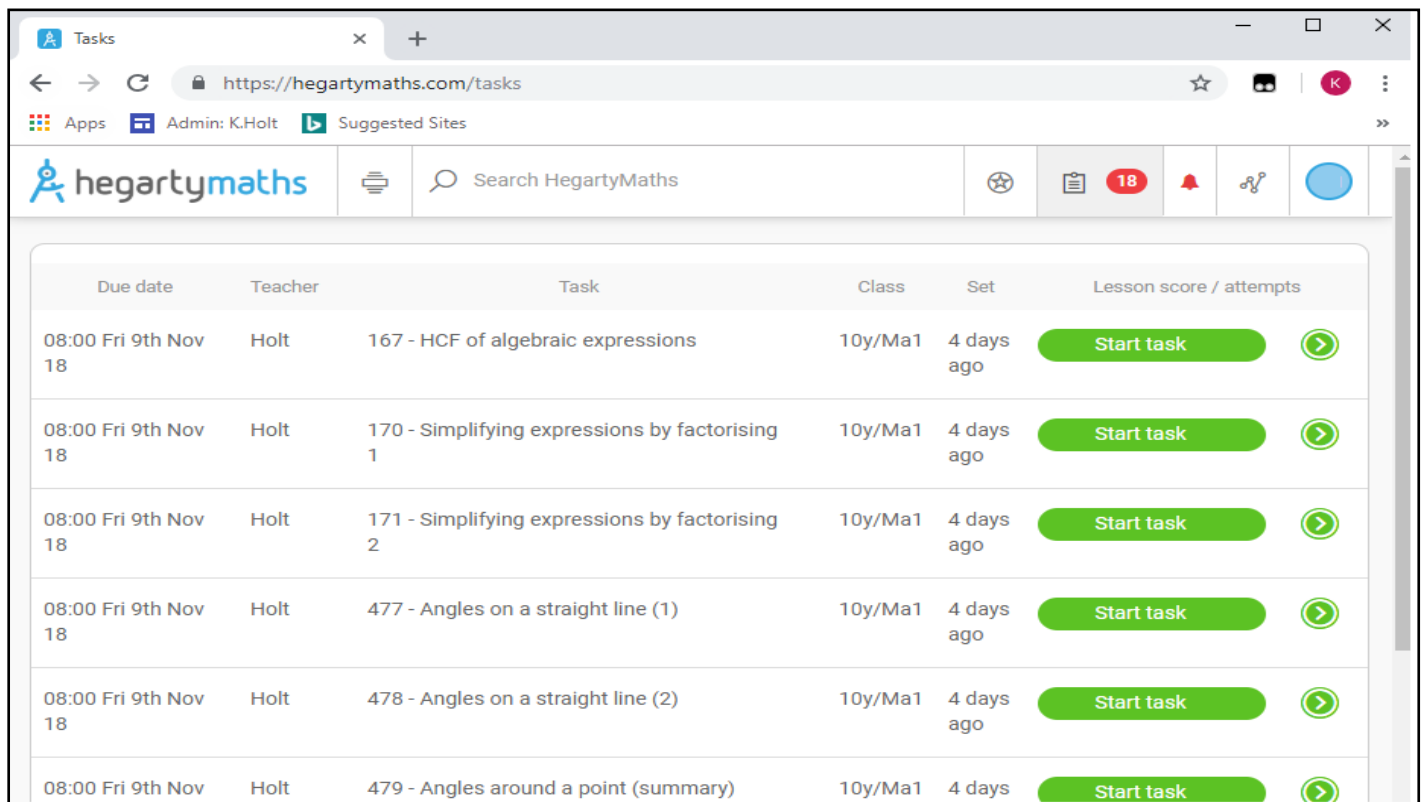 Tasks
https://hegartymaths.com/tasks
K
Apps Admin: K.Holt Suggested Sites
hegartymaths Search HegartyMaths 18
Due date Teacher Task Class Set Lesson score / attempts
08:00 Fri 9th Nov Holt 167 - HCF of algebraic expressions 10y/Ma1 4 days Start task
18 ago
08:00 Fri 9th Nov Holt 170 - Simplifying expressions by factorising 10y/Ma1 4 days Start task
18 1 ago
08:00 Fri 9th Nov Holt 171 - Simplifying expressions by factorising 10y/Ma1 4 days Start task
18 2 ago
08:00 Fri 9th Nov Holt 477 - Angles on a straight line (1) 10y/Ma1 4 days Start task
18 ago
08:00 Fri 9th Nov Holt 478 - Angles on a straight line (2) 10y/Ma1 4 days Start task
18 ago
08:00 Fri 9th Nov Holt 479 - Angles around a point (summary) 10y/Ma1 4 days Start task